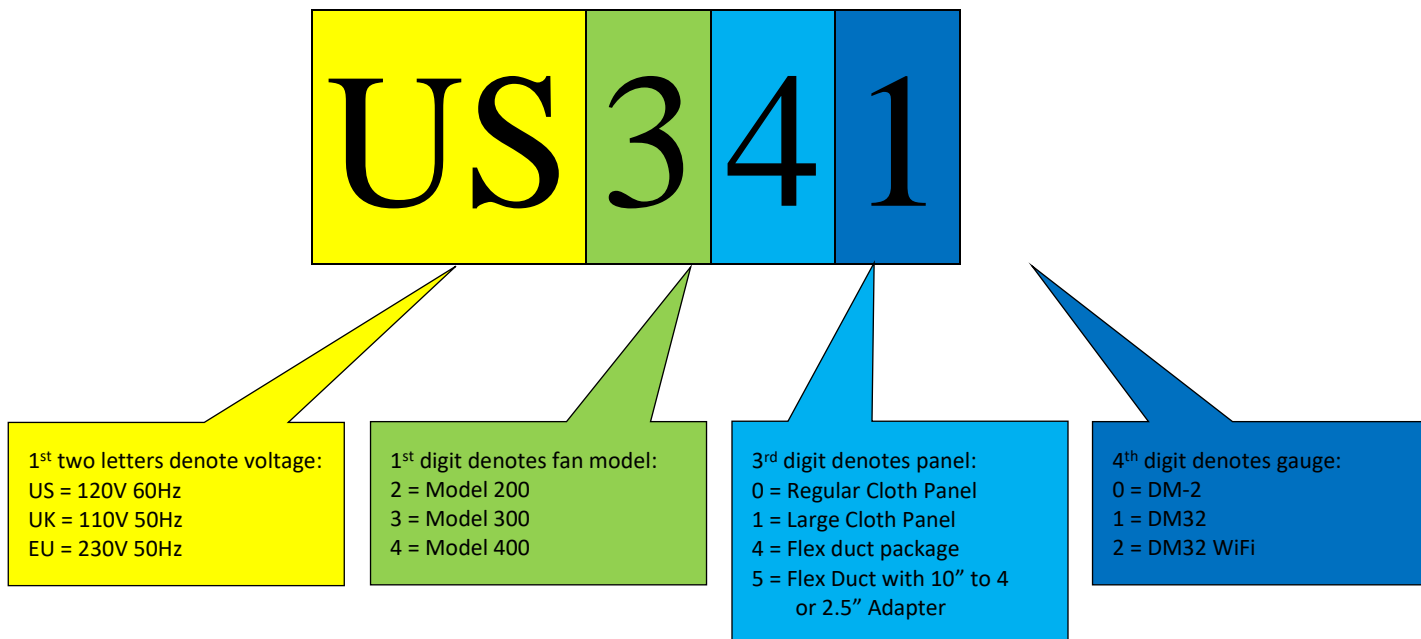 US341
1st two letters denote voltage:
US = 120V 60Hz
UK = 110V 50Hz
EU = 230V 50Hz
1st digit denotes fan model:
2 = Model 200
3 = Model 300
4 = Model 400
3rd digit denotes panel:
0 = Regular Cloth Panel
1 = Large Cloth Panel
4 = Flex duct package
5 = Flex Duct with 10” to 4
or 2.5” Adapter
4th digit denotes gauge:
0 = DM-2
1 = DM32
2 = DM32 WiFi